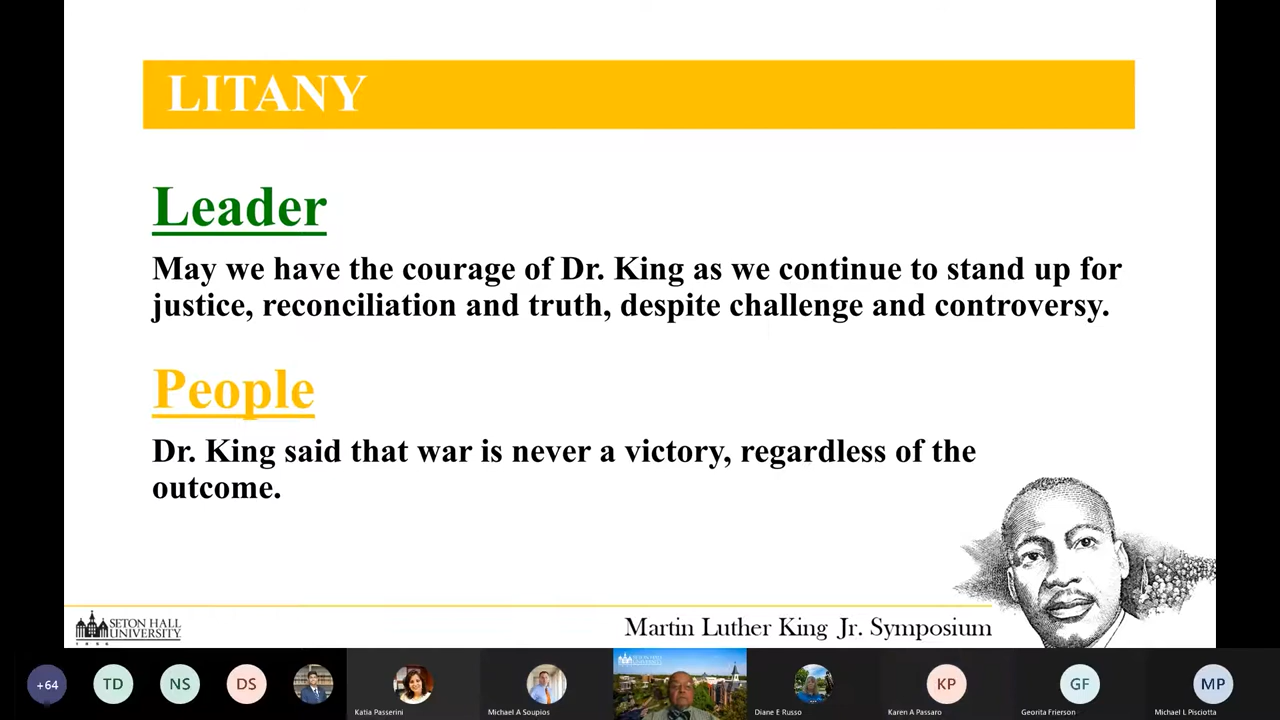 LITANY
Leader
May we have the courage of Dr. King as we continue to stand up for
justice, reconciliation and truth, despite challenge and controversy.
People
Dr. King said that war is never a victory, regardless of the
outcome.
SETON HALL
UNIVERSITY
Martin Luther King Jr. Symposium
+64
TD
NS
DS
SETON HALL
KP
GF
MP
Katia Passerini
Michael A Soupios
Diane E Russo
Karen A Passaro
Georita Frierson
Michael L Pisciotta